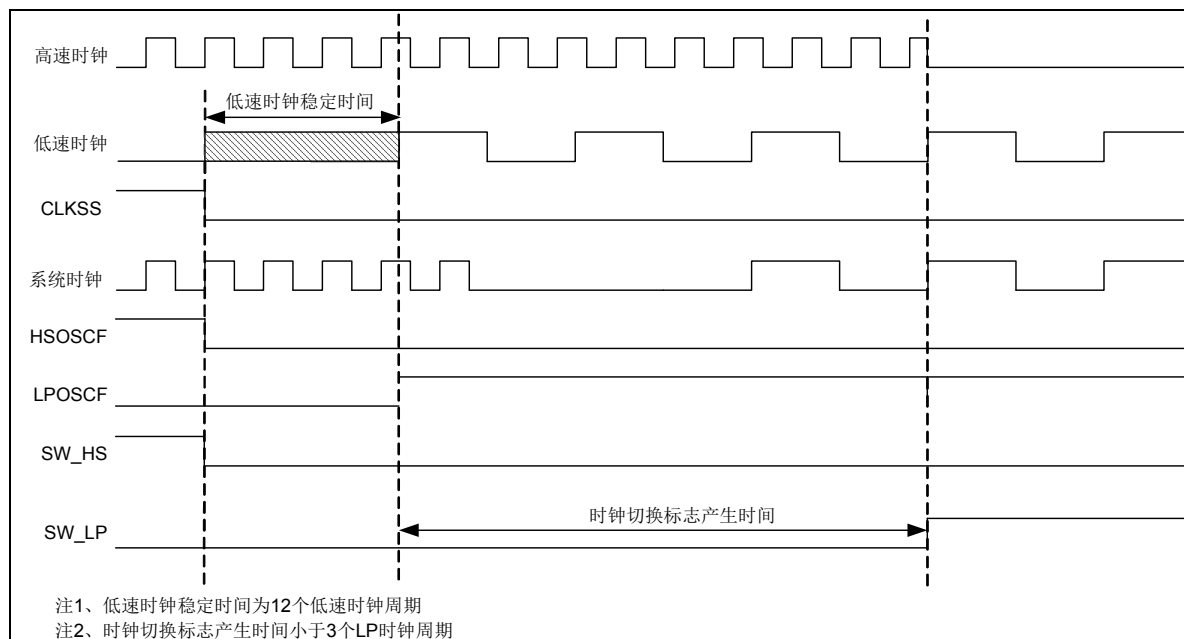 高速时钟
低速时钟稳定时间
低速时钟
CLKSS
系统时钟
HSOSCF
LPOSCF
SW_HS
时钟切换标志产生时间
SW_LP
注1、低速时钟稳定时间为12个低速时钟周期
注2、时钟切换标志产生时间小于3个LP时钟周期